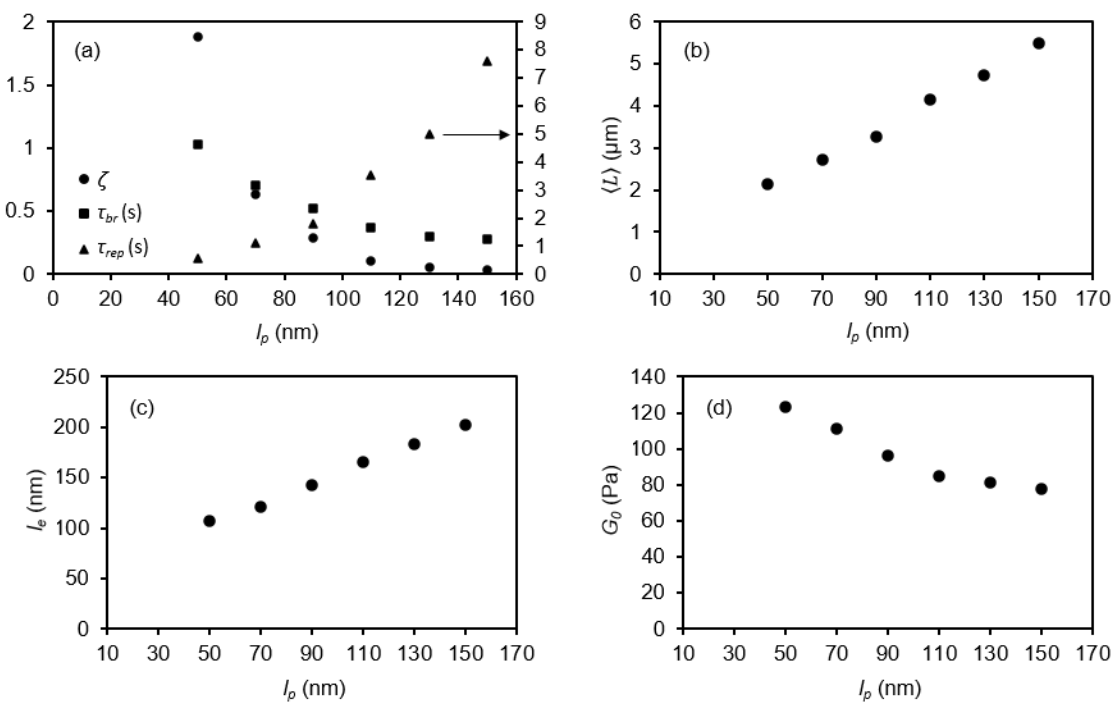 (a)
2
1.5
1
0.5
0
9
8
7
6
5
4
3
2
1
0
ζ
τbr (s)
τrep (s)
0 20 40 60 80 100 120 140 160
lp (nm)
(b)
⟨L⟩ (μm)
6
5
4
3
2
1
0
10 30 50 70 90 110 130 150 170
lp (nm)
(c)
le (nm)
250
200
150
100
50
0
10 30 50 70 90 110 130 150 170
lp (nm)
(d)
G0 (Pa)
140
120
100
80
60
40
20
0
10 30 50 70 90 110 130 150 170
lp (nm)